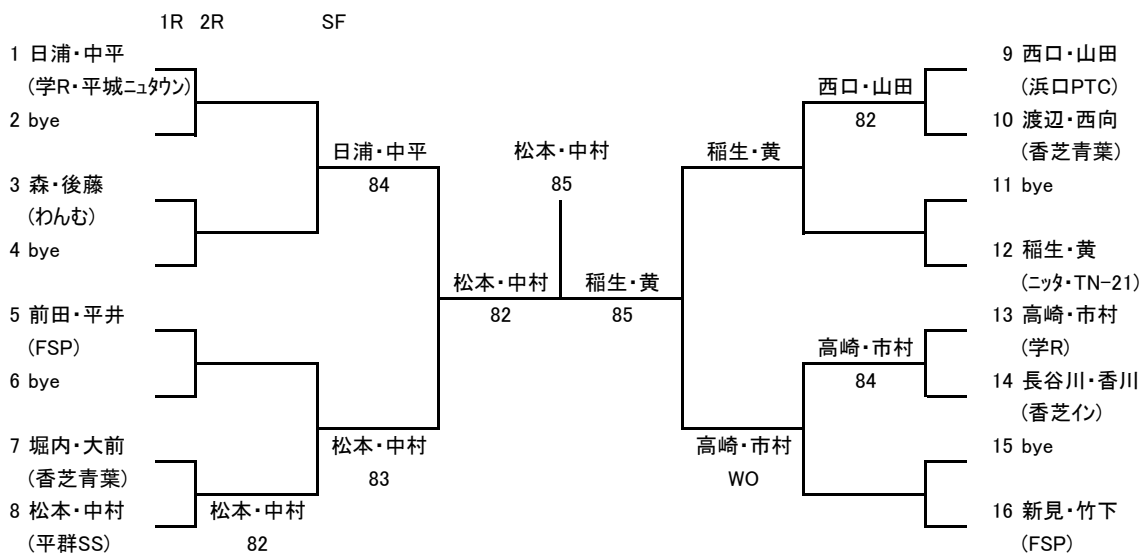 1R 2R SF
1 日浦・中平
(学R・平城ニュタウン)
2 bye
3 森・後藤
(わんむ)
4 bye
5 前田・平井
(FSP)
6 bye
7 堀内・大前
(香芝青葉)
8 松本・中村
(平群SS)
松本・中村
82
日浦・中平
84
松本・中村
83
松本・中村
82
松本・中村
85
稲生・黄
85
稲生・黄
高崎・市村
WO
西口・山田
82
高崎・市村
84
9 西口・山田
(浜口PTC)
10 渡辺・西向
(香芝青葉)
11 bye
12 稲生・黄
(ニッタ・TN-21)
13 高崎・市村
(学R)
14 長谷川・香川
(香芝イン)
15 bye
16 新見・竹下
(FSP)